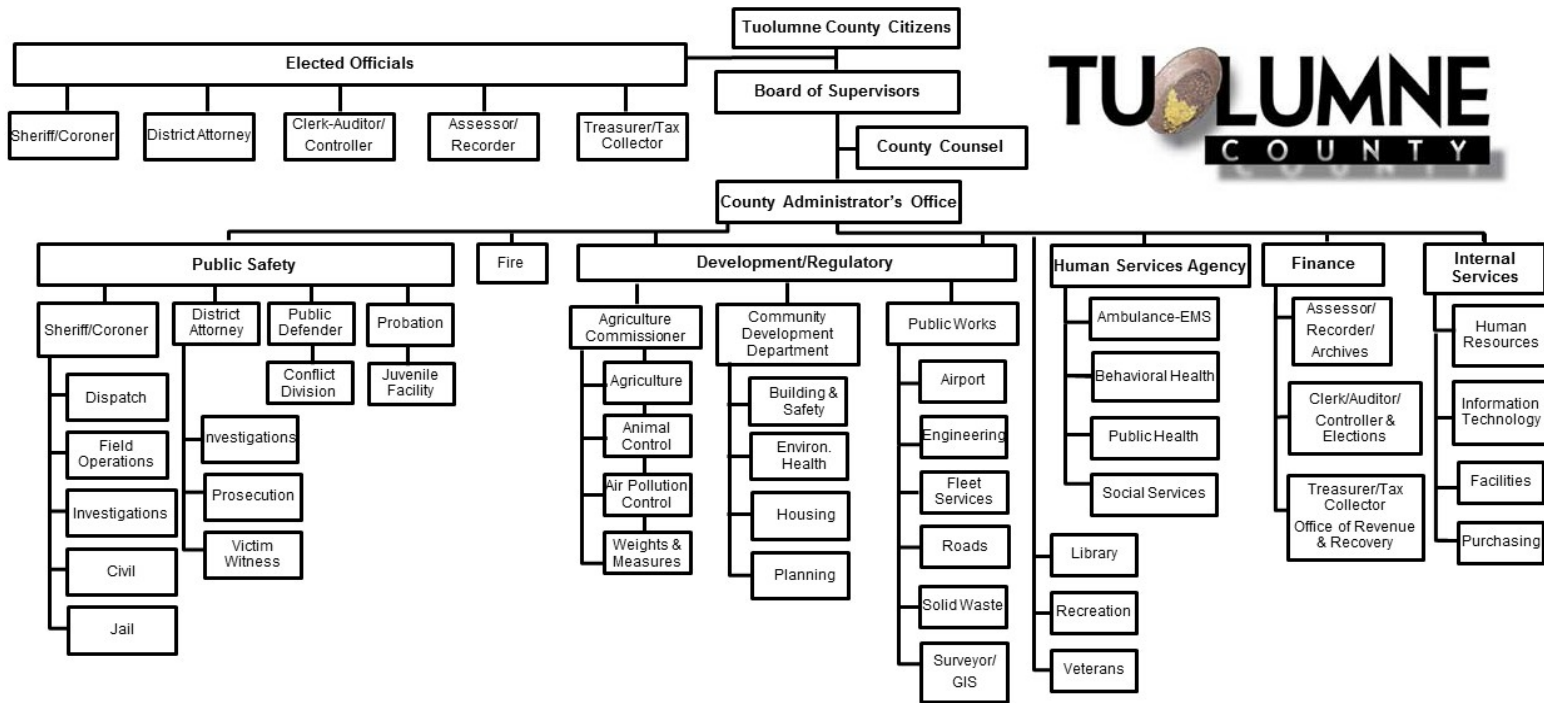 Tuolumne County Citizens
Elected Officials
Board of Supervisors
Sheriff/Coroner
District Attorney
Clerk-Auditor/
Controller
Assessor/
Recorder
Treasurer/Tax
Collector
County Counsel
TUOLUMNE
COUNTY
County Administrator's Office
Public Safety
Fire
Development/Regulatory
Human Services Agency
Finance
Internal
Services
Sheriff/Coroner
District
Attorney
Public
Defender
Probation
Conflict
Division
Juvenile
Facility
Dispatch
Field
Operations
Investigations
Civil
Jail
nvestigations
Prosecution
Victim
Witness
Agriculture
Commissioner
Agriculture
Animal
Control
Air Pollution
Control
Weights &
Measures
Community
Development
Department
Building &
Safety
Environ.
Health
Housing
Planning
Public Works
Airport
Engineering
Fleet
Services
Roads
Solid Waste
Surveyor/
GIS
Library
Recreation
Veterans
Ambulance-EMS
Behavioral Health
Public Health
Social Services
Assessor/
Recorder/
Archives
Clerk/Auditor/
Controller &
Elections
Treasurer/Tax
Collector
Office of Revenue
& Recovery
Human
Resources
Information
Technology
Facilities
Purchasing